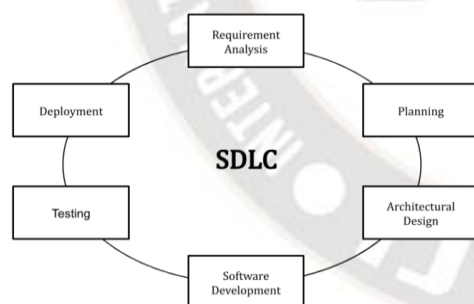 Requirement
Analysis
Deployment
Planning
SDLC
Testing
Architectural
Design
Software
Development